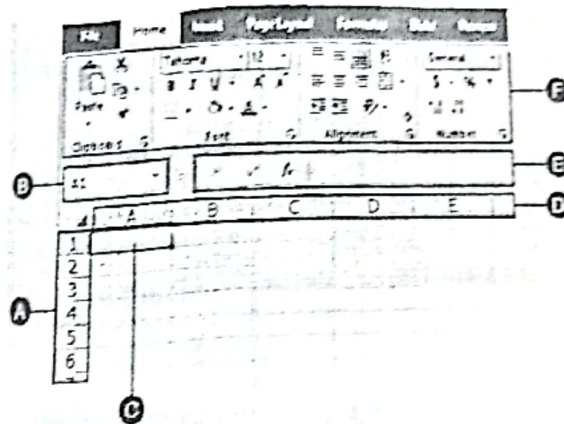 File Home Insert Page Layout Formulas Data Review
Tahoma 12 General
B I U A A $ - % ,
Paste
Clipboard Font Alignment Number
F
B A1 fx E
A B C D E D
1
2
3
A 4
5
6
C